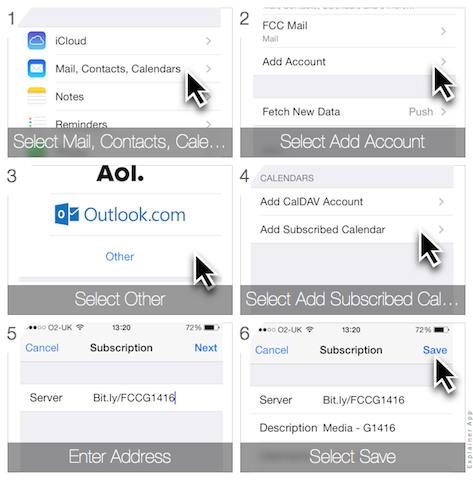 1
iCloud
Mail, Contacts, Calendars
Notes
Reminders
Select Mail, Contacts, Cale...
2
FCC Mail
Mail
Add Account
Fetch New Data Push
Select Add Account
3
Aol.
Outlook.com
Other
Select Other
4
CALENDARS
Add CalDAV Account
Add Subscribed Calendar
Select Add Subscribed Cal...
5
O2-UK 13:20 72%
Cancel Subscription Next
Server Bit.ly/FCCG1416
Enter Address
6
O2-UK 13:20 72%
Cancel Subscription Save
Server Bit.ly/FCCG1416
Description Media - G1416
Select Save
Explainer App